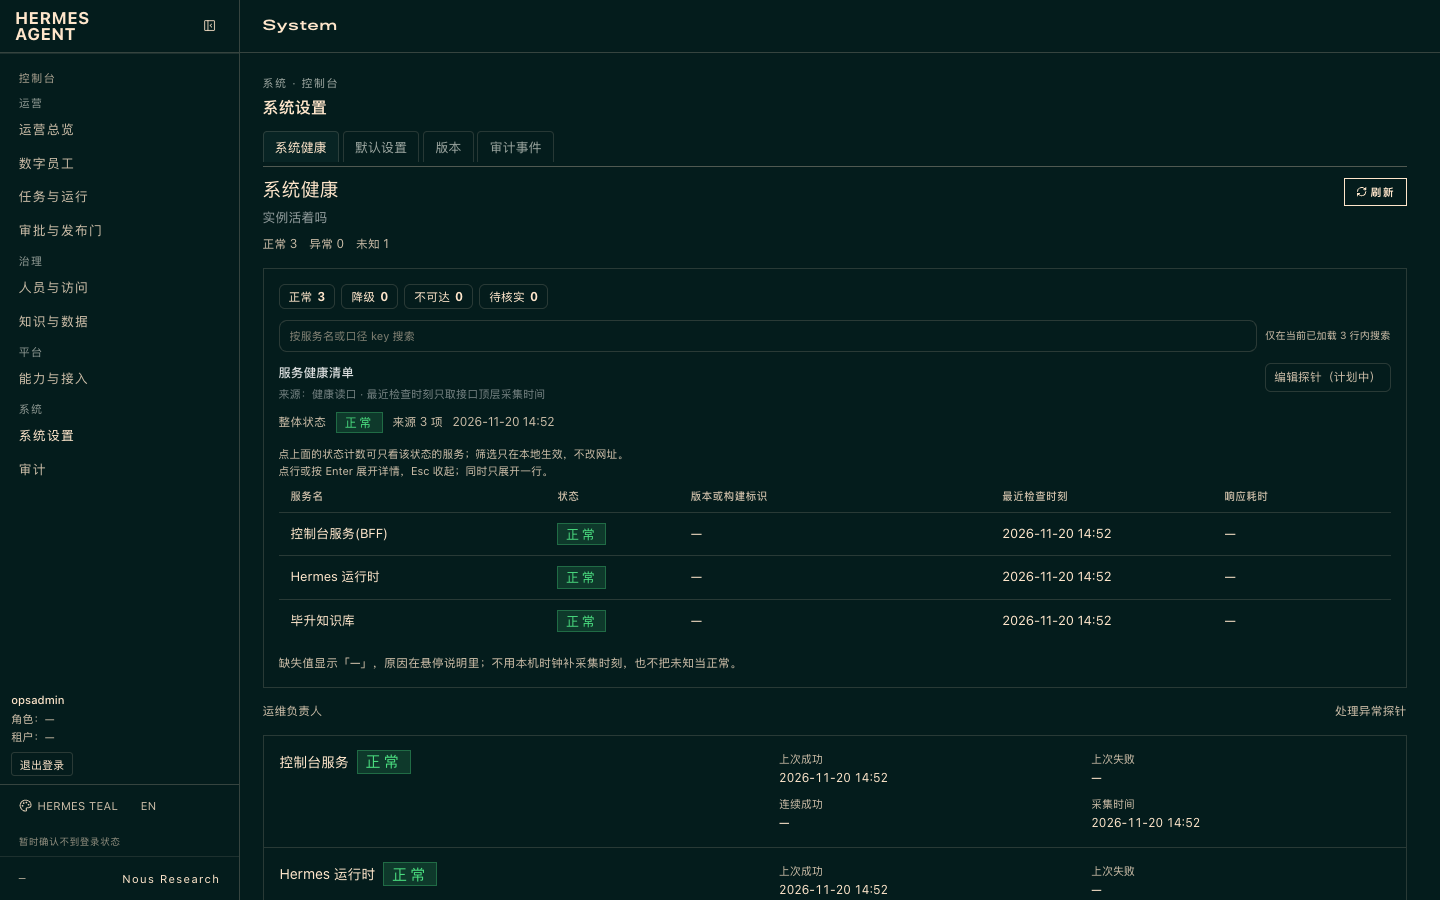 HERMES
AGENT
控制台
运营
运营总览
数字员工
任务与运行
审批与发布门
治理
人员与访问
知识与数据
平台
能力与接入
系统
系统设置
审计
opsadmin
角色: —
租户: —
退出登录
HERMES TEAL EN
暂时确认不到登录状态
— Nous Research
System
系统 · 控制台
系统设置
系统健康 默认设置 版本 审计事件
系统健康
刷新
实例活着吗
正常 3 异常 0 未知 1
正常 3 降级 0 不可达 0 待核实 0
按服务名或口径 key 搜索
仅在当前已加载 3 行内搜索
服务健康清单
编辑探针（计划中）
来源：健康读口 · 最近检查时刻只取接口顶层采集时间
整体状态 正常 来源 3 项 2026-11-20 14:52
点上面的状态计数可只看该状态的服务；筛选只在本地生效，不改网址。
点行或按 Enter 展开详情，Esc 收起；同时只展开一行。
服务名 状态 版本或构建标识 最近检查时刻 响应耗时
控制台服务(BFF) 正常 — 2026-11-20 14:52 —
Hermes 运行时 正常 — 2026-11-20 14:52 —
毕升知识库 正常 — 2026-11-20 14:52 —
缺失值显示「—」，原因在悬停说明里；不用本机时钟补采集时刻，也不把未知当正常。
运维负责人 处理异常探针
控制台服务 正常
上次成功 上次失败
2026-11-20 14:52 —
连续成功 采集时间
— 2026-11-20 14:52
Hermes 运行时 正常
上次成功 上次失败
2026-11-20 14:52 —